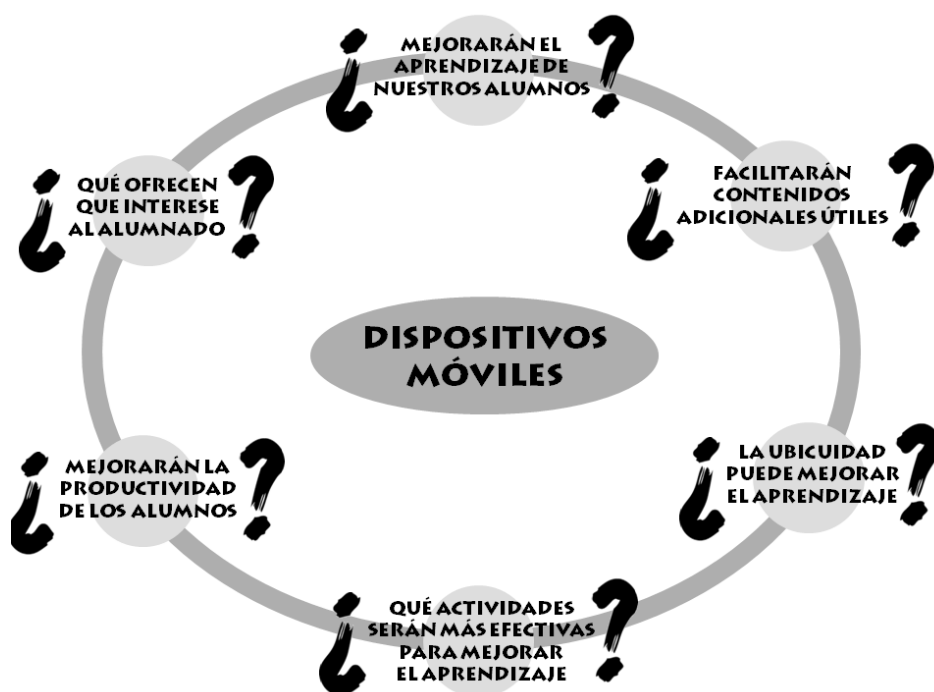 ¿ MEJORARÁN EL
APRENDIZAJE DE
NUESTROS ALUMNOS ?
¿ FACILITARÁN
CONTENIDOS
ADICIONALES ÚTILES ?
¿ LA UBICUIDAD
PUEDE MEJORAR
EL APRENDIZAJE ?
¿ QUÉ ACTIVIDADES
SERÁN MÁS EFECTIVAS
PARA MEJORAR
EL APRENDIZAJE ?
¿ MEJORARÁN LA
PRODUCTIVIDAD
DE LOS ALUMNOS ?
¿ QUÉ OFRECEN
QUE INTERESE
AL ALUMNADO ?
DISPOSITIVOS
MÓVILES